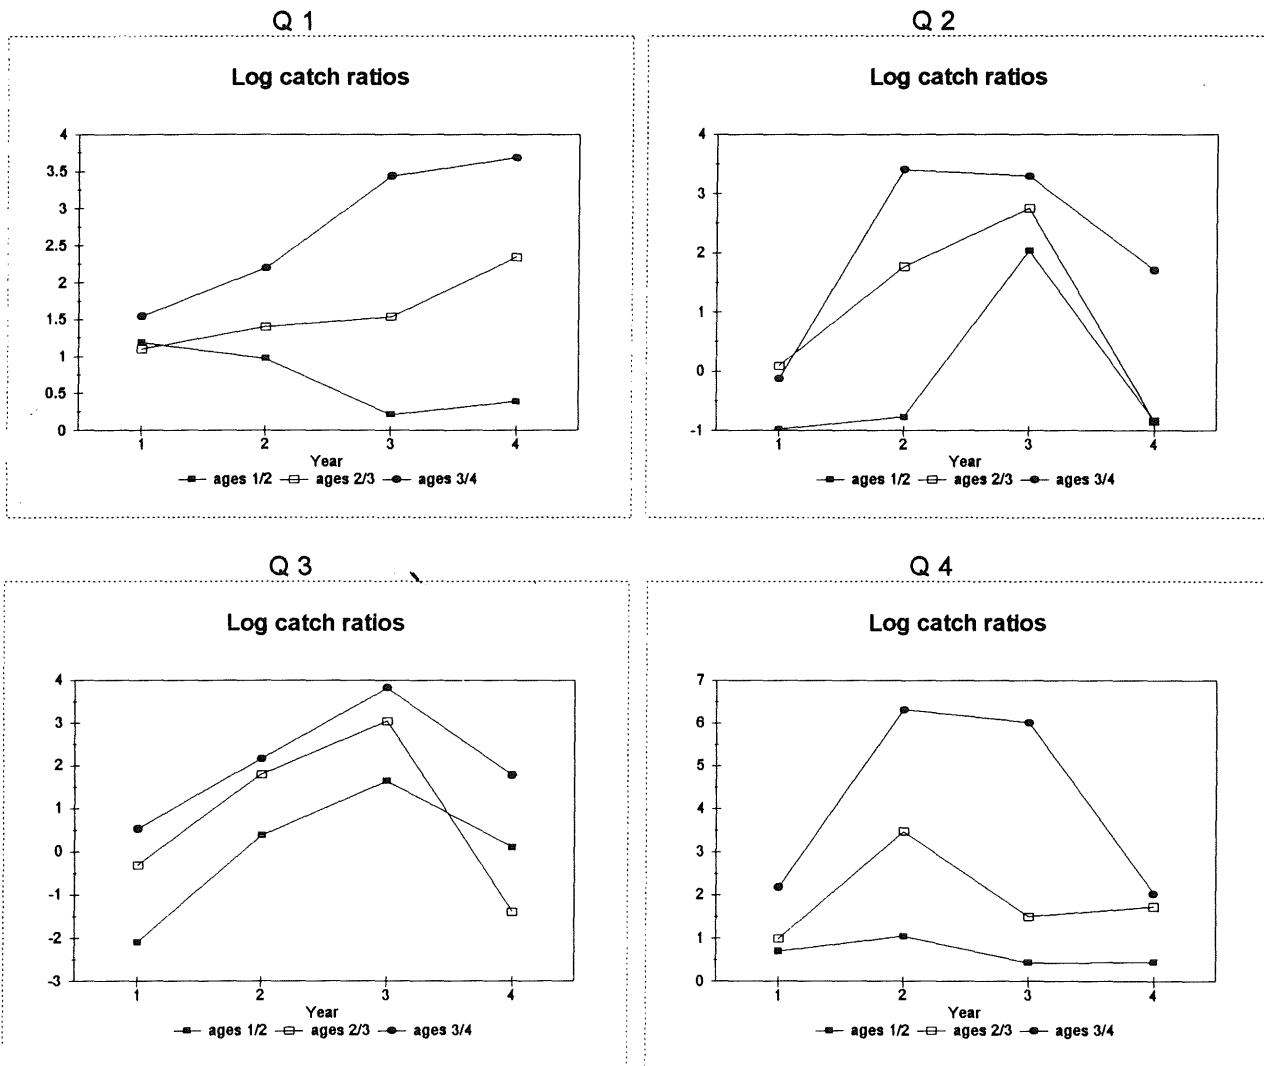 Q 1
Log catch ratios
4
3.5
3
2.5
2
1.5
1
0.5
0
1 2 3 4
Year
ages 1/2 ages 2/3 ages 3/4
Q 2
Log catch ratios
4
3
2
1
0
-1
1 2 3 4
Year
ages 1/2 ages 2/3 ages 3/4
Q 3
Log catch ratios
4
3
2
1
0
-1
-2
-3
1 2 3 4
Year
ages 1/2 ages 2/3 ages 3/4
Q 4
Log catch ratios
7
6
5
4
3
2
1
0
1 2 3 4
Year
ages 1/2 ages 2/3 ages 3/4